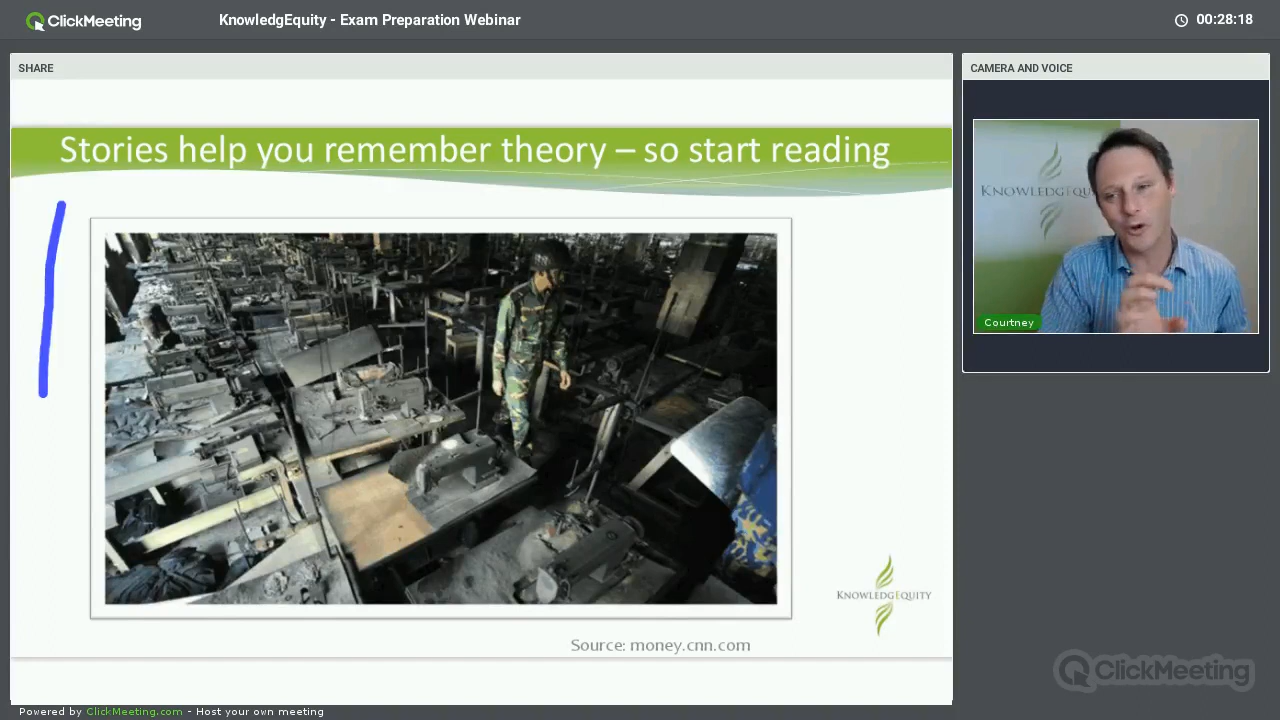 ClickMeeting
KnowledgEquity - Exam Preparation Webinar
00:28:18
SHARE
CAMERA AND VOICE
Stories help you remember theory – so start reading
KNOWLEDGEQU
Courtney
KNOWLEDGEQUITY
Source: money.cnn.com
ClickMeeting
Powered by ClickMeeting.com - Host your own meeting